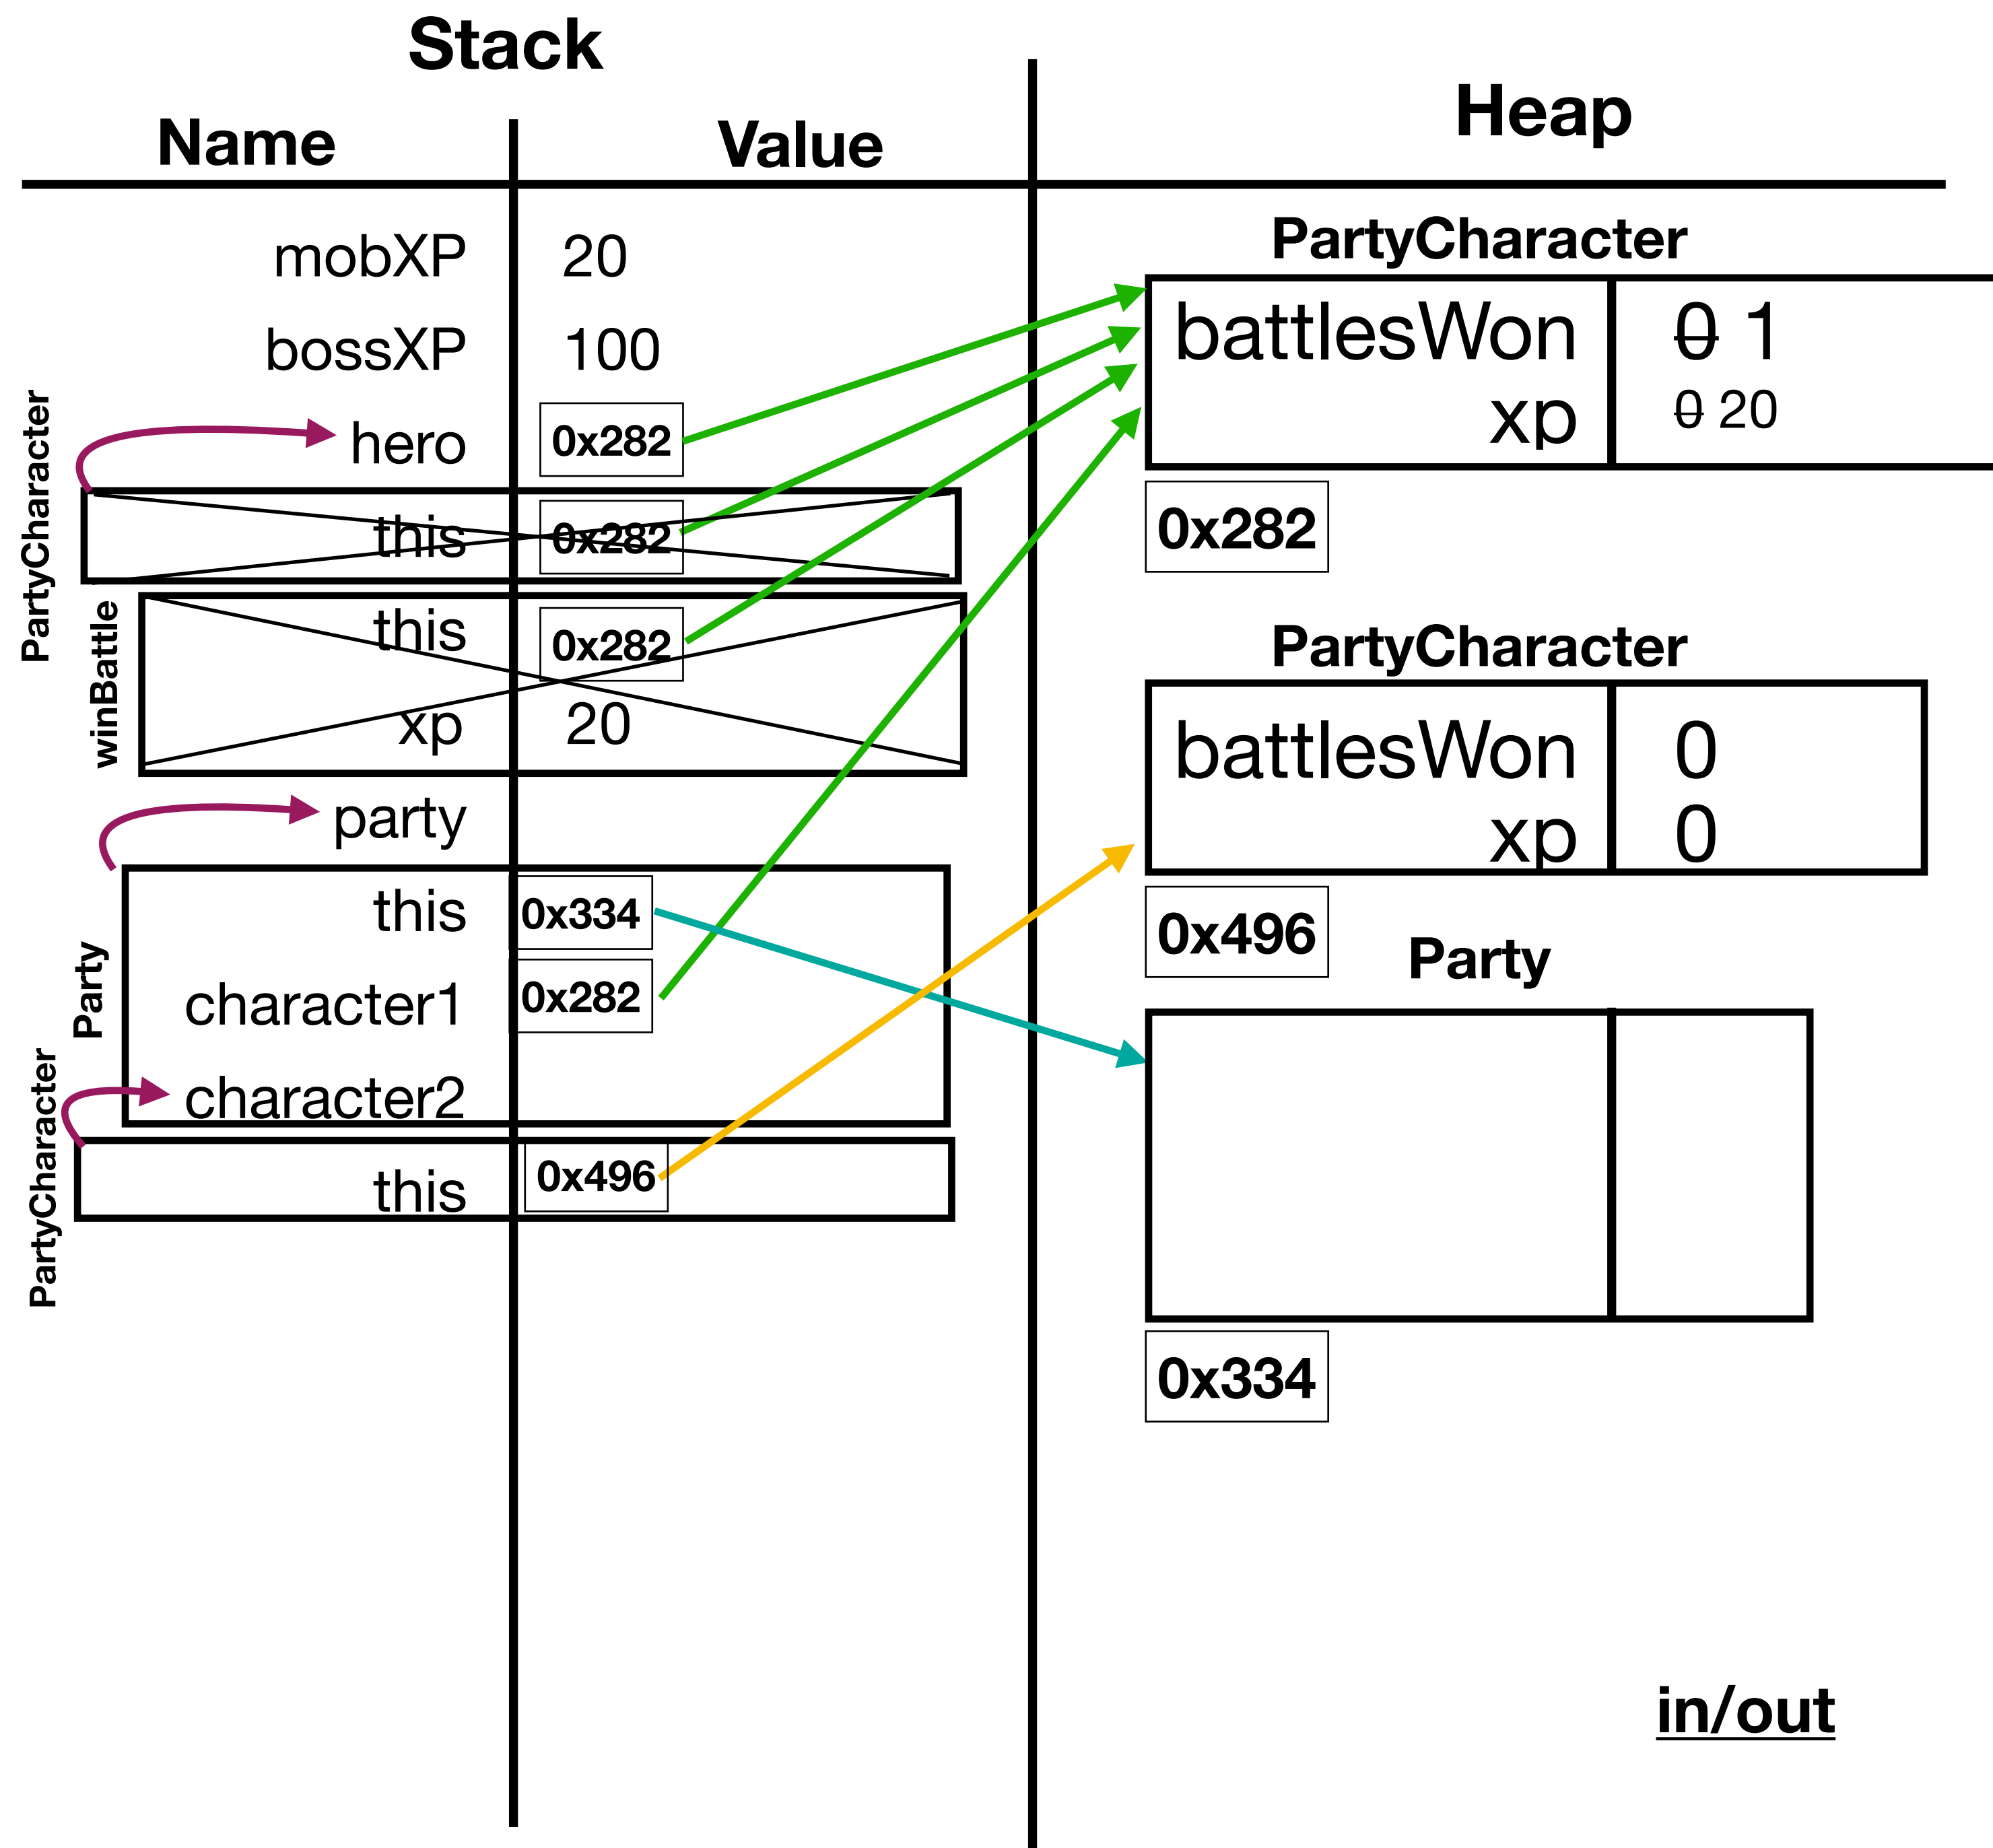 Stack
Heap
Name Value
mobXP 20
bossXP 100
hero 0x282
PartyCharacter
this 0x282
winBattle
this 0x282
xp 20
party
Party
this 0x334
character1 0x282
character2
PartyCharacter
this 0x496
PartyCharacter
battlesWon 0 1
xp 0 20
0x282
PartyCharacter
battlesWon 0
xp 0
0x496
Party
0x334
in/out